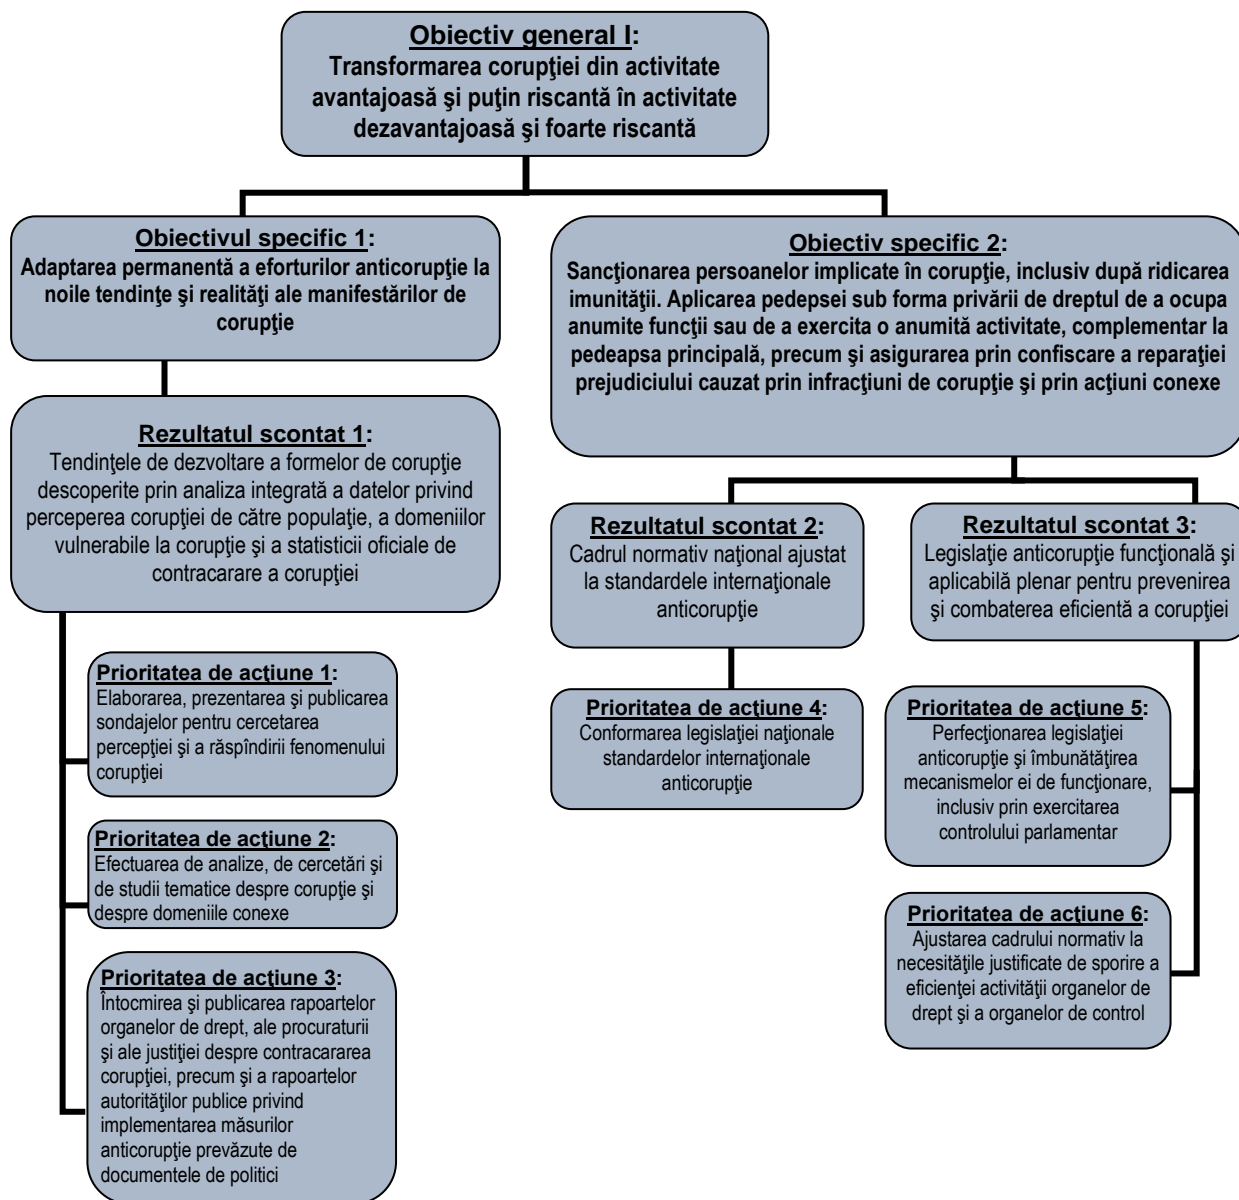 Obiectiv general I:
Transformarea corupţiei din activitate
avantajoasă şi puţin riscantă în activitate
dezavantajoasă şi foarte riscantă
Obiectivul specific 1:
Adaptarea permanentă a eforturilor anticorupţie la
noile tendinţe şi realităţi ale manifestărilor de
corupţie
Obiectiv specific 2:
Sancţionarea persoanelor implicate în corupţie, inclusiv după ridicarea
imunităţii. Aplicarea pedepsei sub forma privării de dreptul de a ocupa
anumite funcţii sau de a exercita o anumită activitate, complementar la
pedeapsa principală, precum şi asigurarea prin confiscare a reparaţiei
prejudiciului cauzat prin infracţiuni de corupţie şi prin acţiuni conexe
Rezultatul scontat 1:
Tendinţele de dezvoltare a formelor de corupţie
descoperite prin analiza integrată a datelor privind
perceperea corupţiei de către populaţie, a domeniilor
vulnerabile la corupţie şi a statisticii oficiale de
contracarare a corupţiei
Rezultatul scontat 2:
Cadrul normativ naţional ajustat
la standardele internaţionale
anticorupţie
Rezultatul scontat 3:
Legislaţie anticorupţie funcţională şi
aplicabilă plenar pentru prevenirea
şi combaterea eficientă a corupţiei
Prioritatea de acţiune 1:
Elaborarea, prezentarea şi publicarea
sondajelor pentru cercetarea
percepţiei şi a răspîndirii fenomenului
corupţiei
Prioritatea de acţiune 2:
Efectuarea de analize, de cercetări şi
de studii tematice despre corupţie şi
despre domeniile conexe
Prioritatea de acţiune 3:
Întocmirea şi publicarea rapoartelor
organelor de drept, ale procuraturii
şi ale justiţiei despre contracararea
corupţiei, precum şi a rapoartelor
autorităţilor publice privind
implementarea măsurilor
anticorupţie prevăzute de
documentele de politici
Prioritatea de acţiune 4:
Conformarea legislaţiei naţionale
standardelor internaţionale
anticorupţie
Prioritatea de acţiune 5:
Perfecţionarea legislaţiei
anticorupţie şi îmbunătăţirea
mecanismelor ei de funcţionare,
inclusiv prin exercitarea
controlului parlamentar
Prioritatea de acţiune 6:
Ajustarea cadrului normativ la
necesităţile justificate de sporire a
eficienţei activităţii organelor de
drept şi a organelor de control